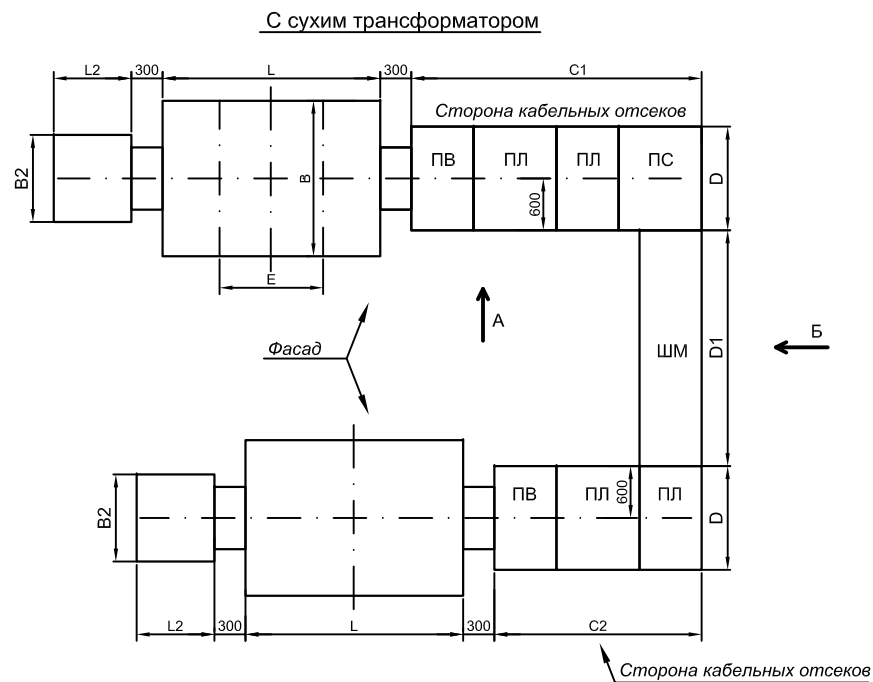 С сухим трансформатором
L2
300
L
300
C1
Сторона кабельных отсеков
B2
B
ПВ
ПЛ
ПЛ
ПС
600
D
E
А
Фасад
ШМ
D1
Б
B2
ПВ
ПЛ
600
ПЛ
D
L2
300
L
300
C2
Сторона кабельных отсеков